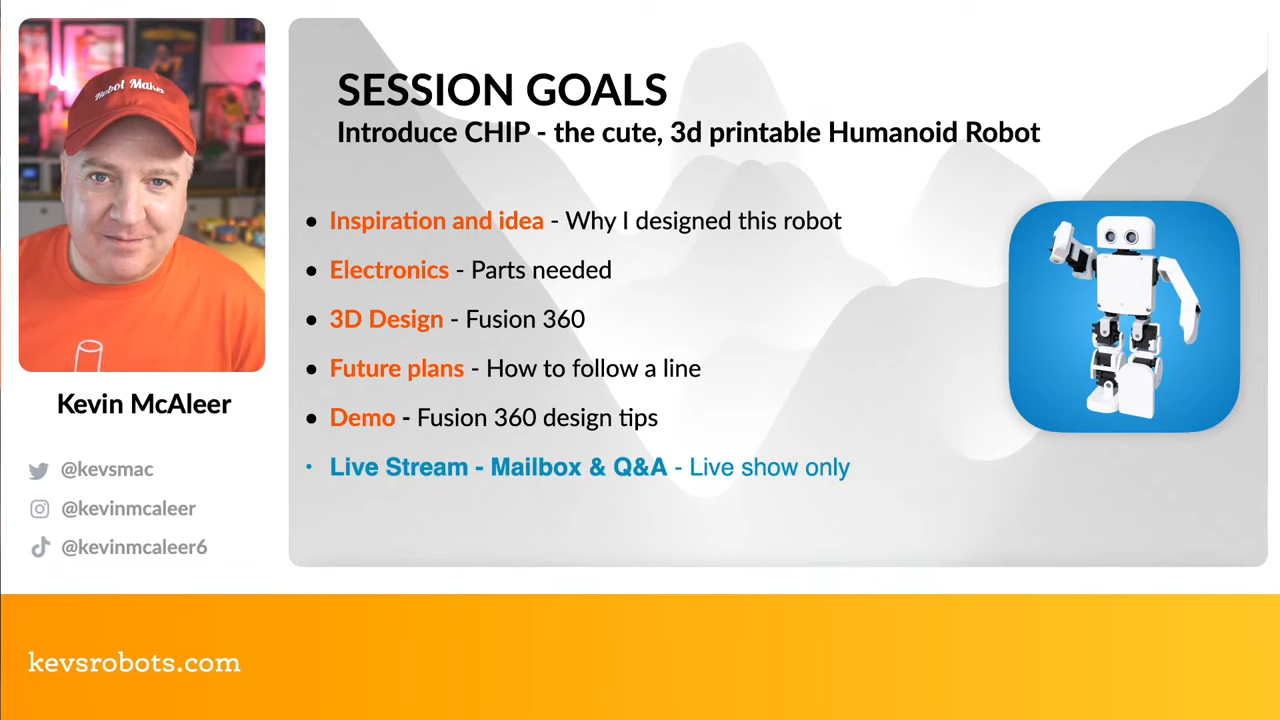 Robot Maker
Kevin McAleer
@kevsmac
@kevinmcaleer
@kevinmcaleer6
SESSION GOALS
Introduce CHIP - the cute, 3d printable Humanoid Robot
• Inspiration and idea - Why I designed this robot
• Electronics - Parts needed
• 3D Design - Fusion 360
• Future plans - How to follow a line
• Demo - Fusion 360 design tips
• Live Stream - Mailbox & Q&A - Live show only
kevsrobots.com